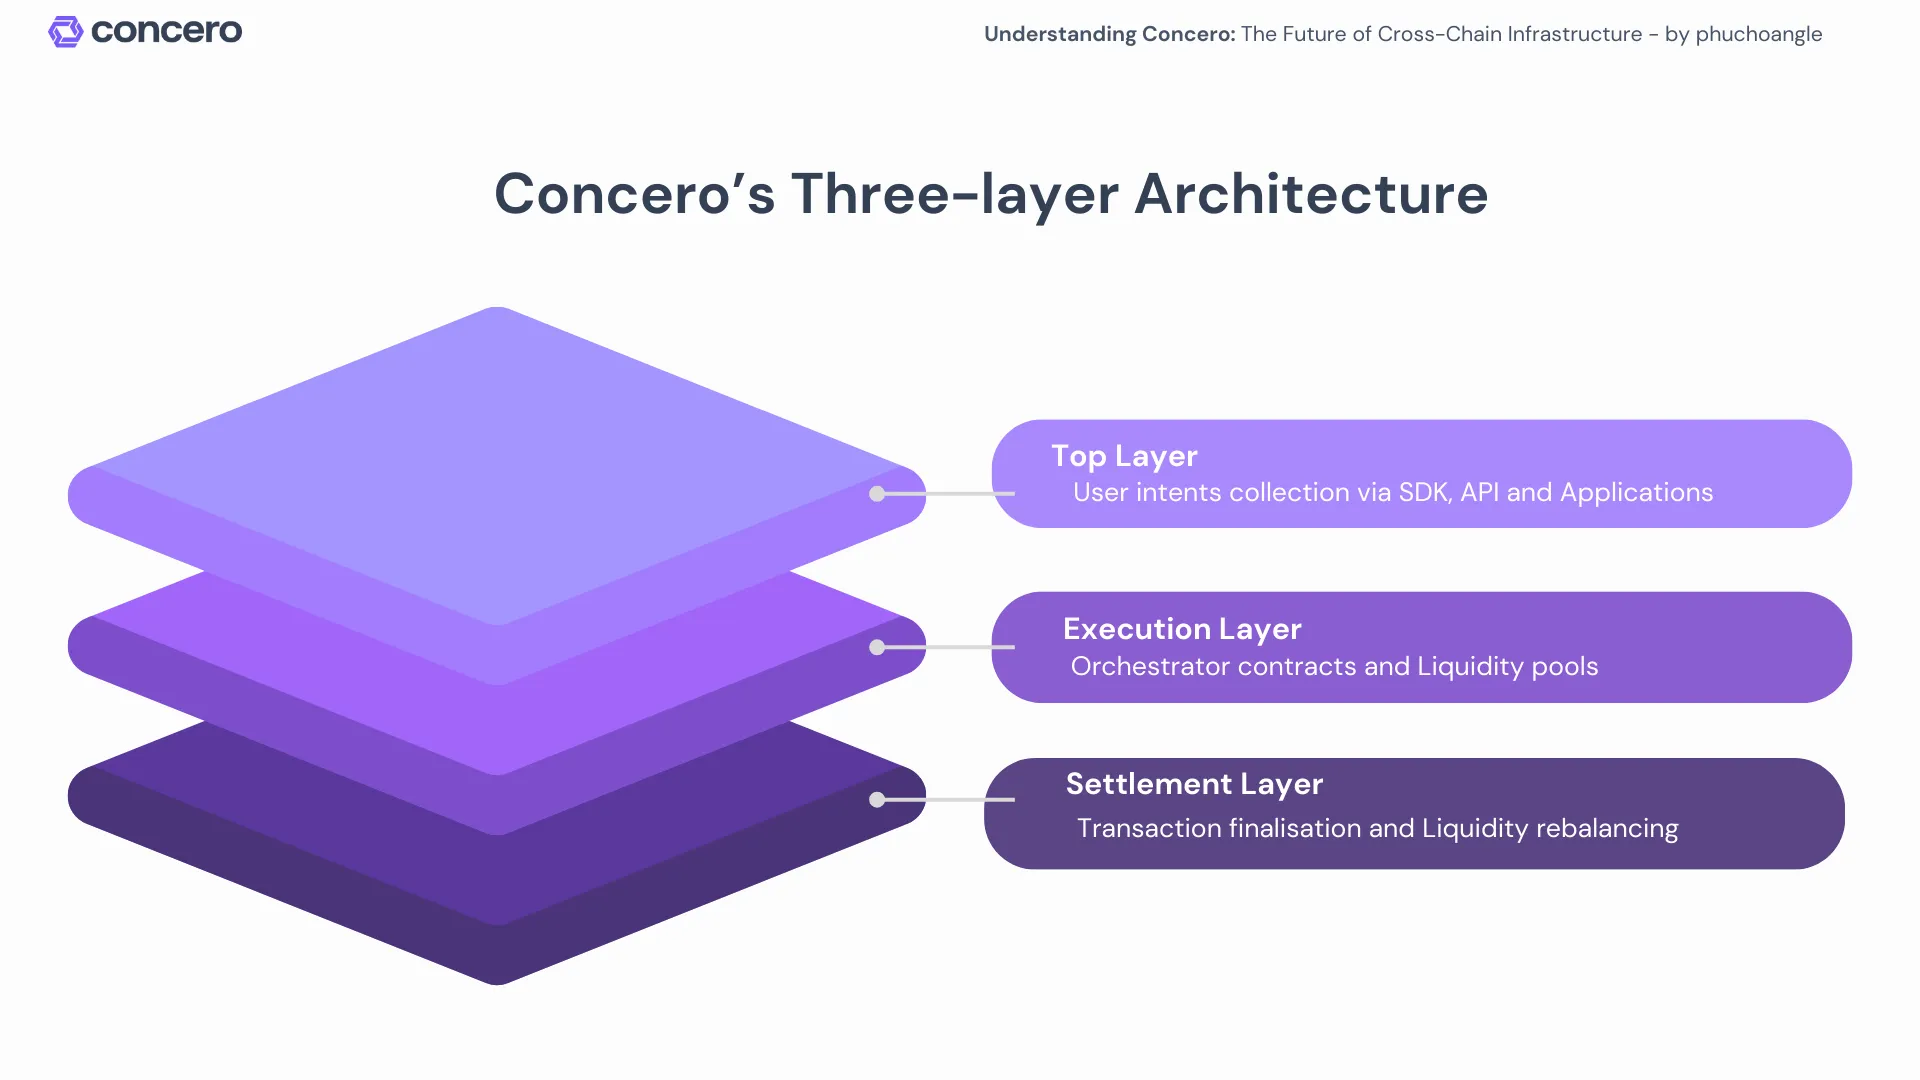 concero
Understanding Concero: The Future of Cross-Chain Infrastructure - by phuchoangle
Concero’s Three-layer Architecture
Top Layer
User intents collection via SDK, API and Applications
Execution Layer
Orchestrator contracts and Liquidity pools
Settlement Layer
Transaction finalisation and Liquidity rebalancing